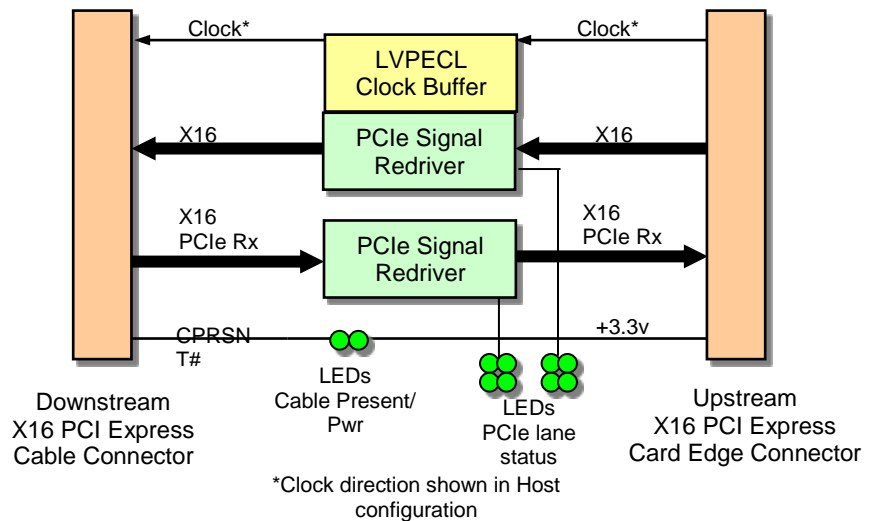 Clock*
Clock*
LVPECL
Clock Buffer
X16
PCIe Signal
Redriver
X16
X16
PCIe Rx
PCIe Signal
Redriver
X16
PCIe Rx
CPRSN
T#
+3.3v
LEDs
Cable Present/
Pwr
LEDs
PCIe lane
status
Downstream
X16 PCI Express
Cable Connector
Upstream
X16 PCI Express
Card Edge Connector
*Clock direction shown in Host
configuration